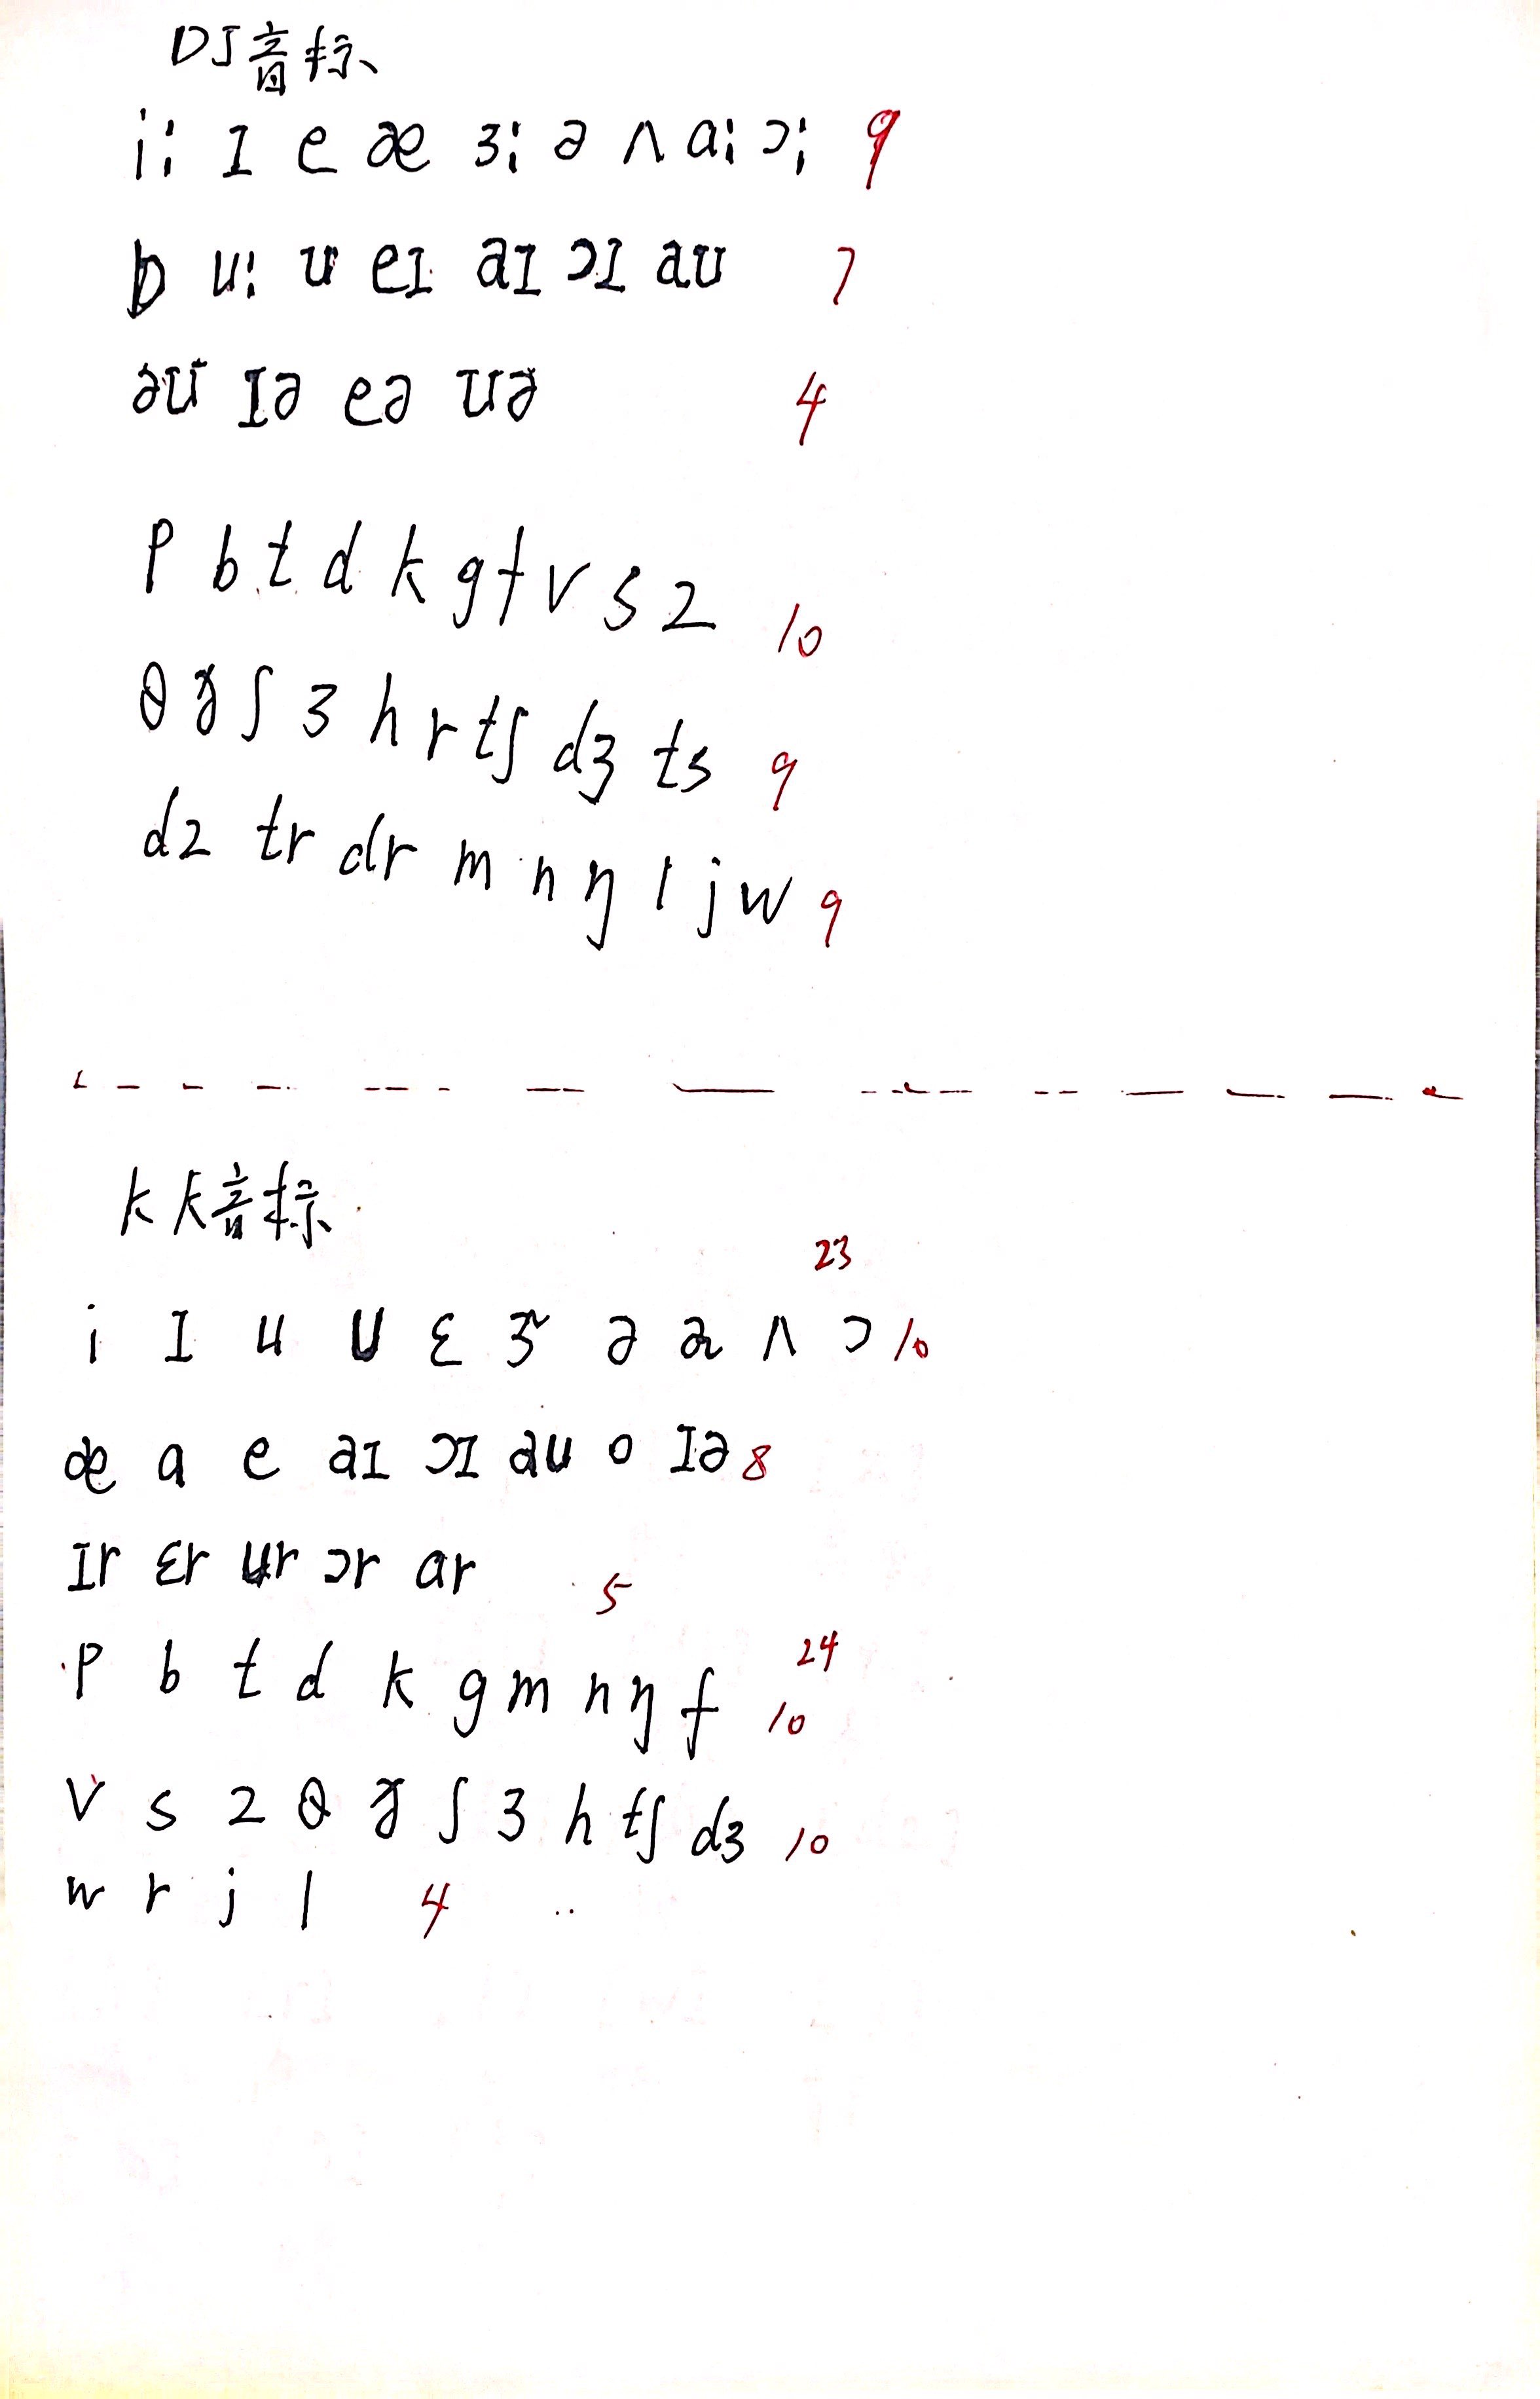 DJ音标
iː ɪ e æ ɜː ə ʌ ɑː ɔː 9
ɒ uː ʊ eɪ aɪ ɔɪ aʊ 7
əʊ ɪə eə ʊə 4
p b t d k g f v s z 10
θ ð ʃ ʒ h r tʃ dʒ ts 9
dz tr dr m n ŋ l j w 9
KK音标
23
i ɪ u ʊ ɛ ɝ ə ɚ ʌ ɔ 10
æ ɑ e aɪ ɔɪ aʊ o ɪə 8
ɪr ɛr ʊr ɔr ɑr 5
24
p b t d k g m n ŋ f 10
v s z θ ð ʃ ʒ h tʃ dʒ 10
w r j l 4